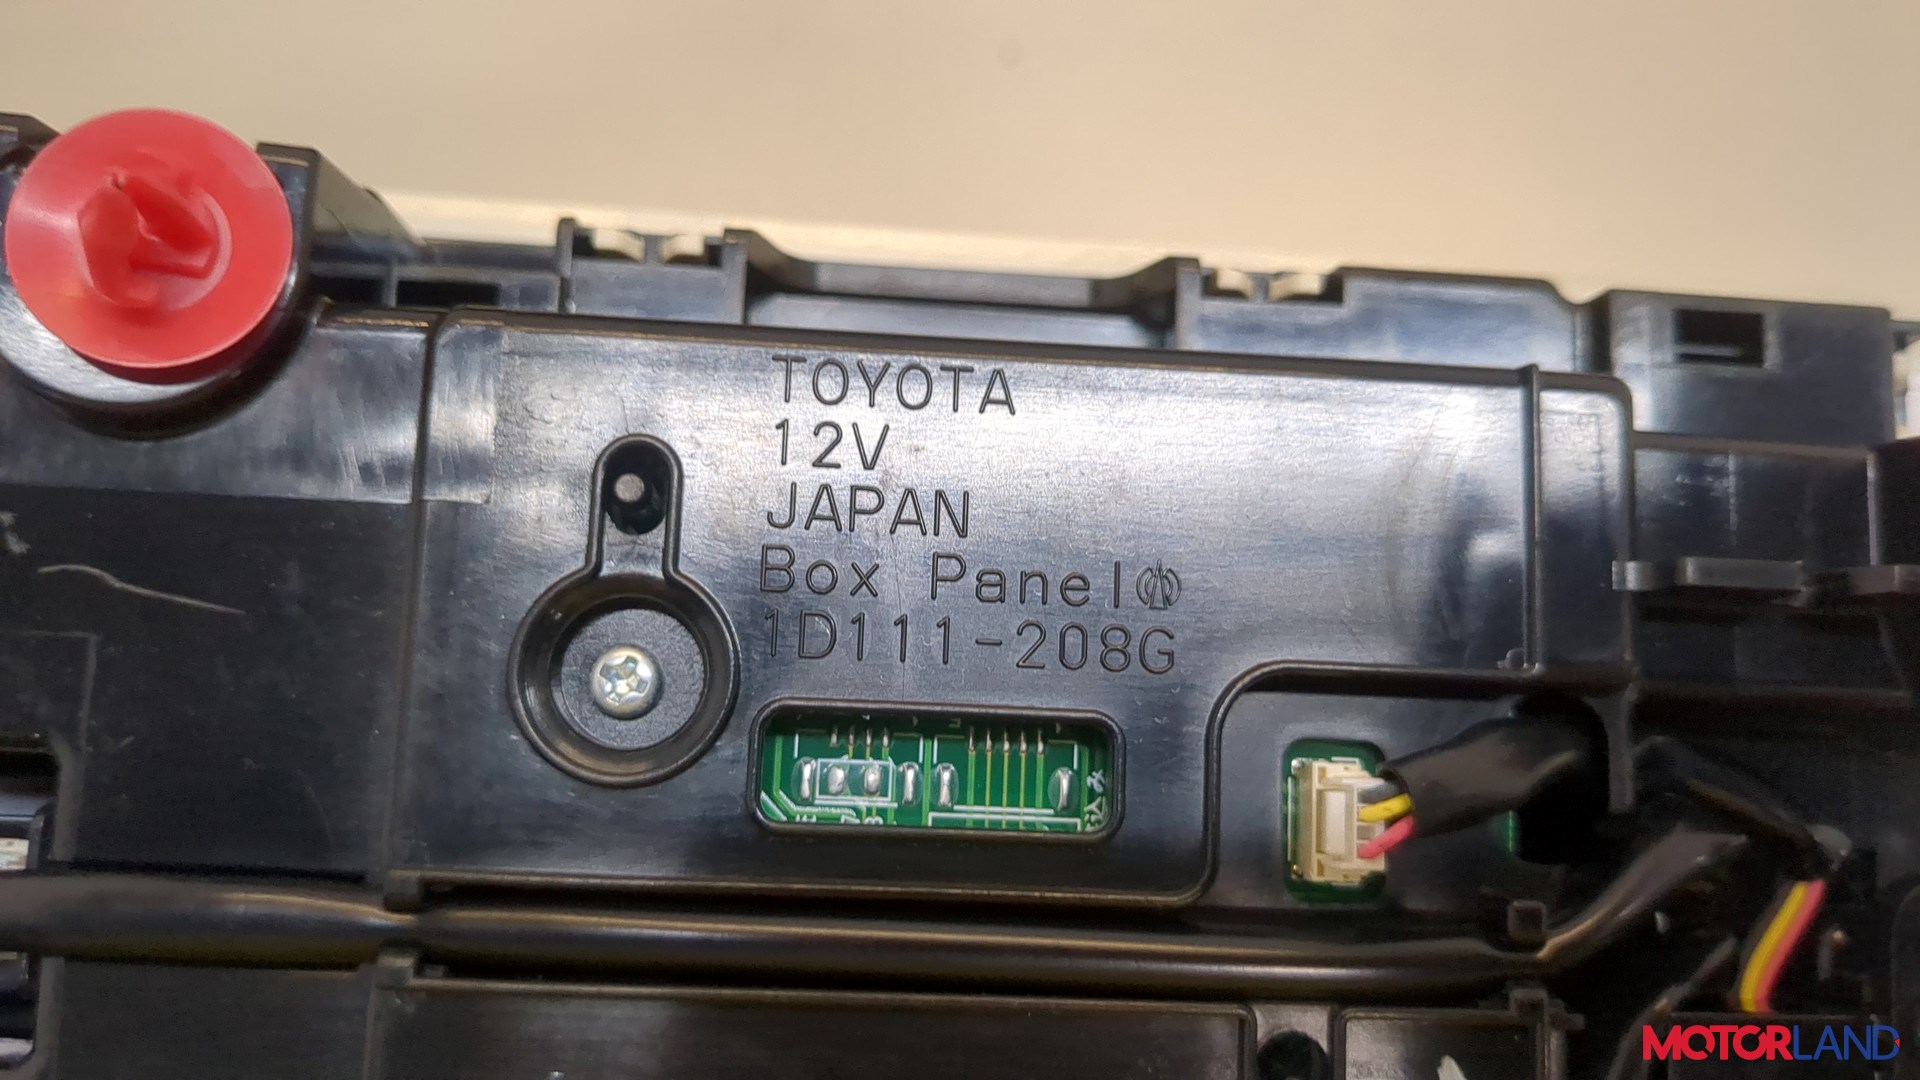 TOYOTA
12V
JAPAN
Box Panel
1D111-208G
MOTORLAND